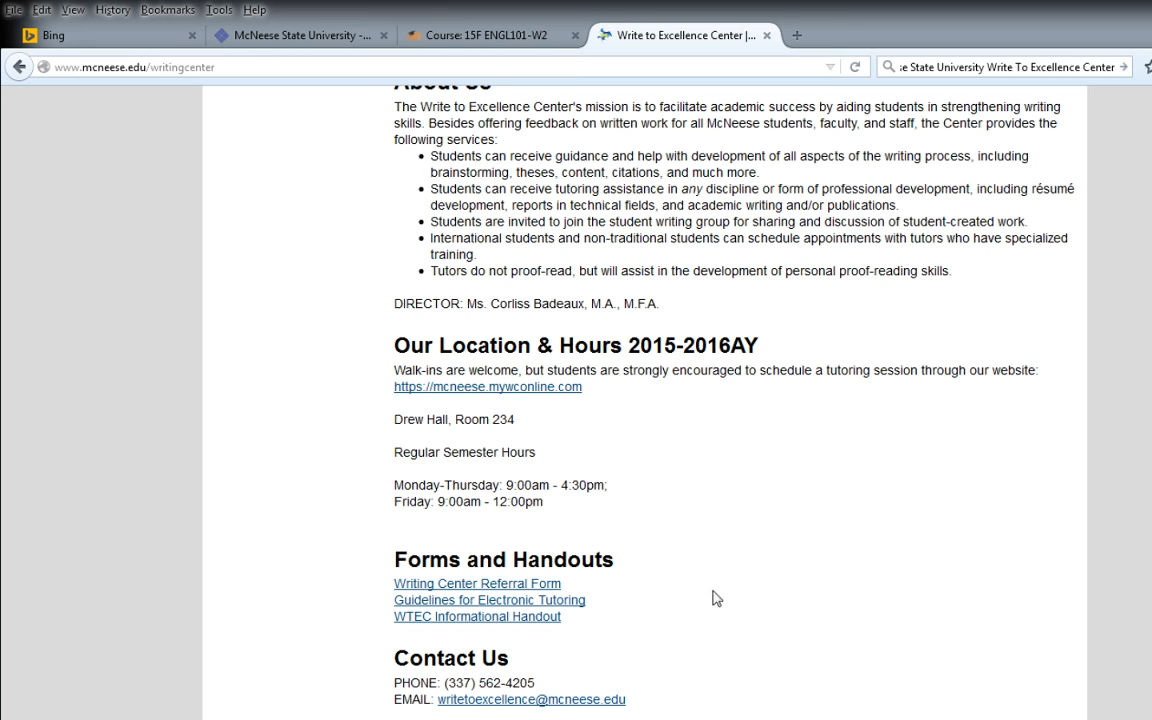 File Edit View History Bookmarks Tools Help
Bing McNeese State University -... Course: 15F ENGL101-W2 Write to Excellence Center |...
www.mcneese.edu/writingcenter :e State University Write To Excellence Center
About Us
The Write to Excellence Center's mission is to facilitate academic success by aiding students in strengthening writing
skills. Besides offering feedback on written work for all McNeese students, faculty, and staff, the Center provides the
following services:
• Students can receive guidance and help with development of all aspects of the writing process, including
brainstorming, theses, content, citations, and much more.
• Students can receive tutoring assistance in any discipline or form of professional development, including résumé
development, reports in technical fields, and academic writing and/or publications.
• Students are invited to join the student writing group for sharing and discussion of student-created work.
• International students and non-traditional students can schedule appointments with tutors who have specialized
training.
• Tutors do not proof-read, but will assist in the development of personal proof-reading skills.
DIRECTOR: Ms. Corliss Badeaux, M.A., M.F.A.
Our Location & Hours 2015-2016AY
Walk-ins are welcome, but students are strongly encouraged to schedule a tutoring session through our website:
https://mcneese.mywconline.com
Drew Hall, Room 234
Regular Semester Hours
Monday-Thursday: 9:00am - 4:30pm;
Friday: 9:00am - 12:00pm
Forms and Handouts
Writing Center Referral Form
Guidelines for Electronic Tutoring
WTEC Informational Handout
Contact Us
PHONE: (337) 562-4205
EMAIL: writetoexcellence@mcneese.edu